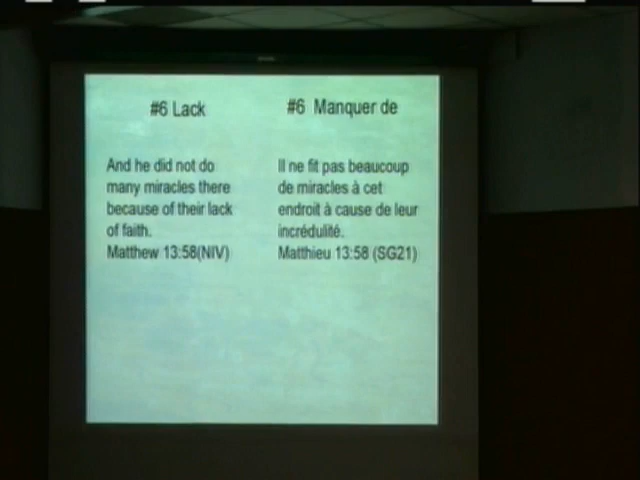 #6 Lack
And he did not do
many miracles there
because of their lack
of faith.
Matthew 13:58(NIV)
#6 Manquer de
Il ne fit pas beaucoup
de miracles à cet
endroit à cause de leur
incrédulité.
Matthieu 13:58 (SG21)